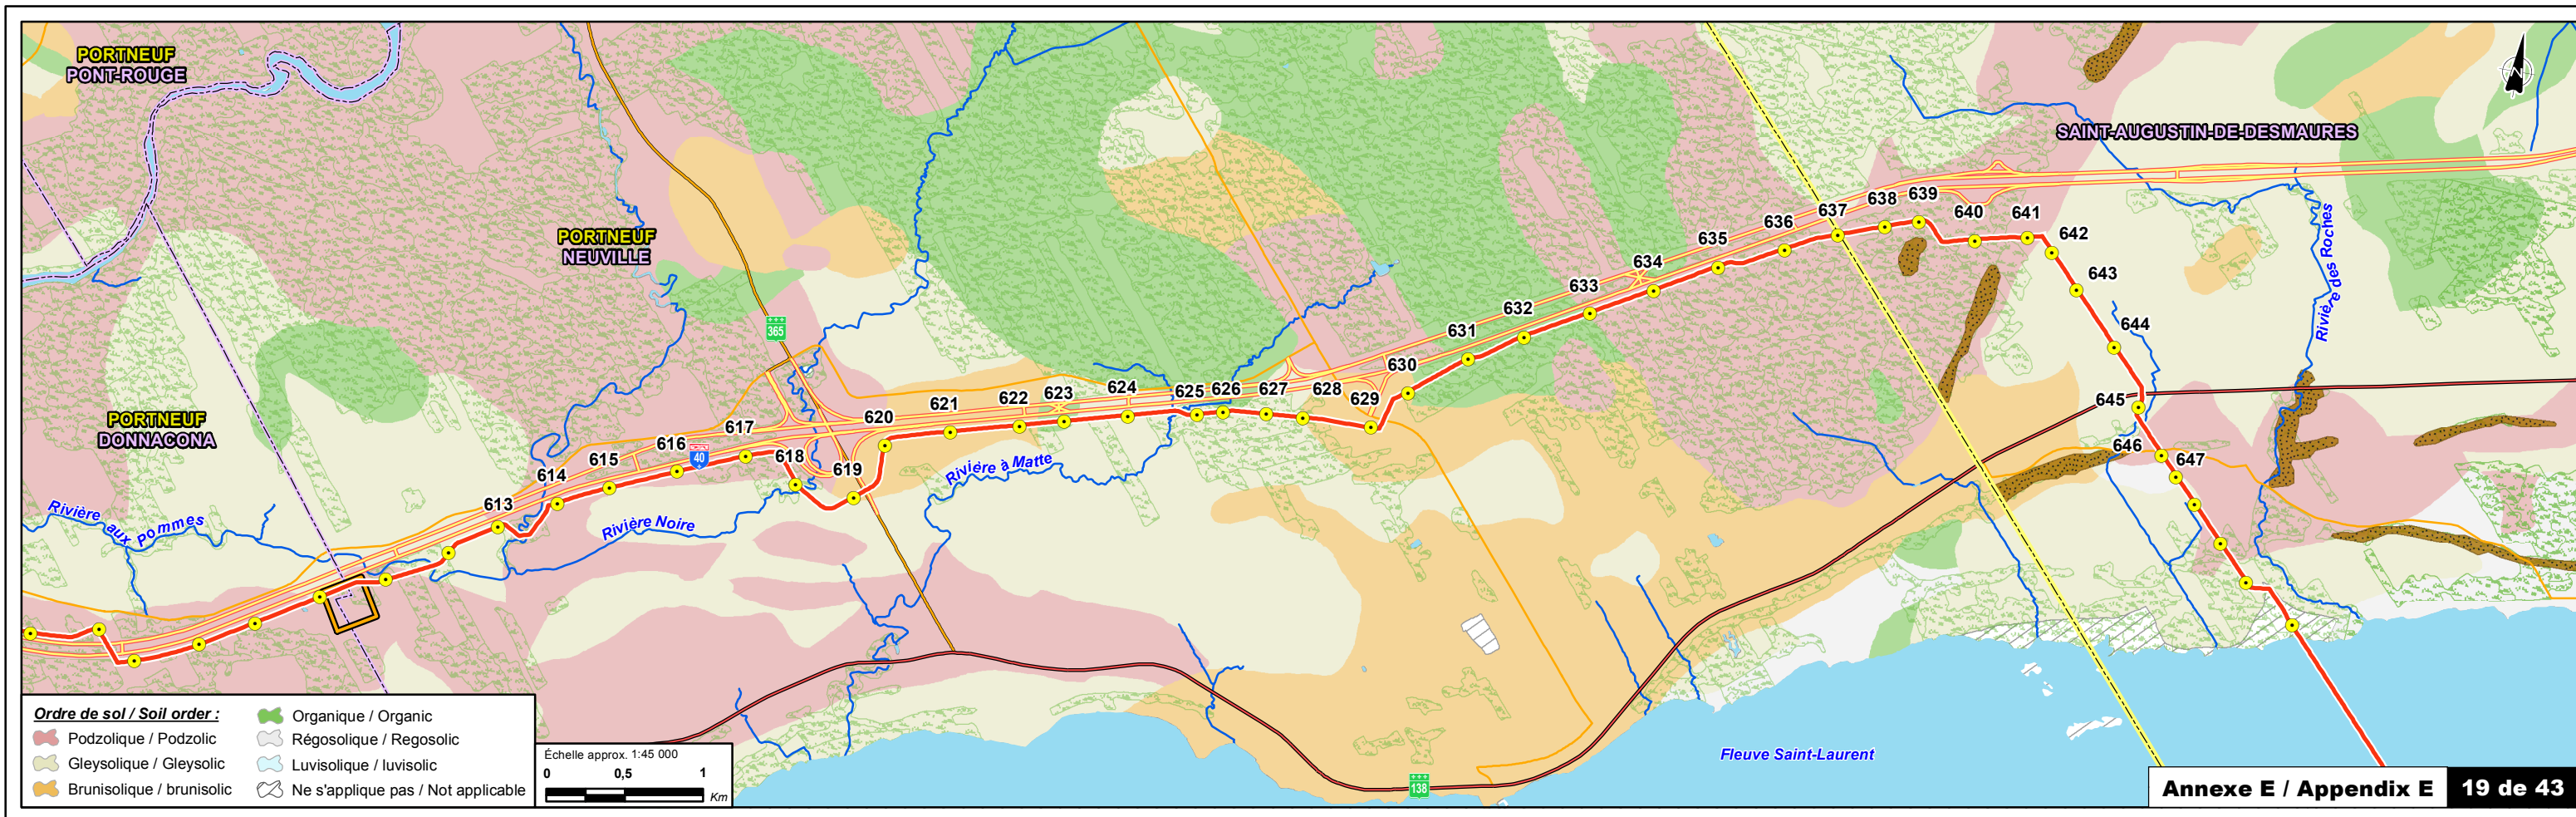 PORTNEUF
PONT-ROUGE
PORTNEUF
NEUVILLE
PORTNEUF
DONNACONA
SAINT-AUGUSTIN-DE-DESMAURES
N
365
40
138
Rivière aux Pommes
Rivière Noire
Rivière à Matte
Rivière des Roches
Fleuve Saint-Laurent
613
614
615
616
617
618
619
620
621
622
623
624
625
626
627
628
629
630
631
632
633
634
635
636
637
638
639
640
641
642
643
644
645
646
647
Ordre de sol / Soil order :
Podzolique / Podzolic
Gleysolique / Gleysolic
Brunisolique / brunisolic
Organique / Organic
Régosolique / Regosolic
Luvisolique / luvisolic
Ne s'applique pas / Not applicable
Échelle approx. 1:45 000
0 0,5 1
Km
Annexe E / Appendix E 19 de 43